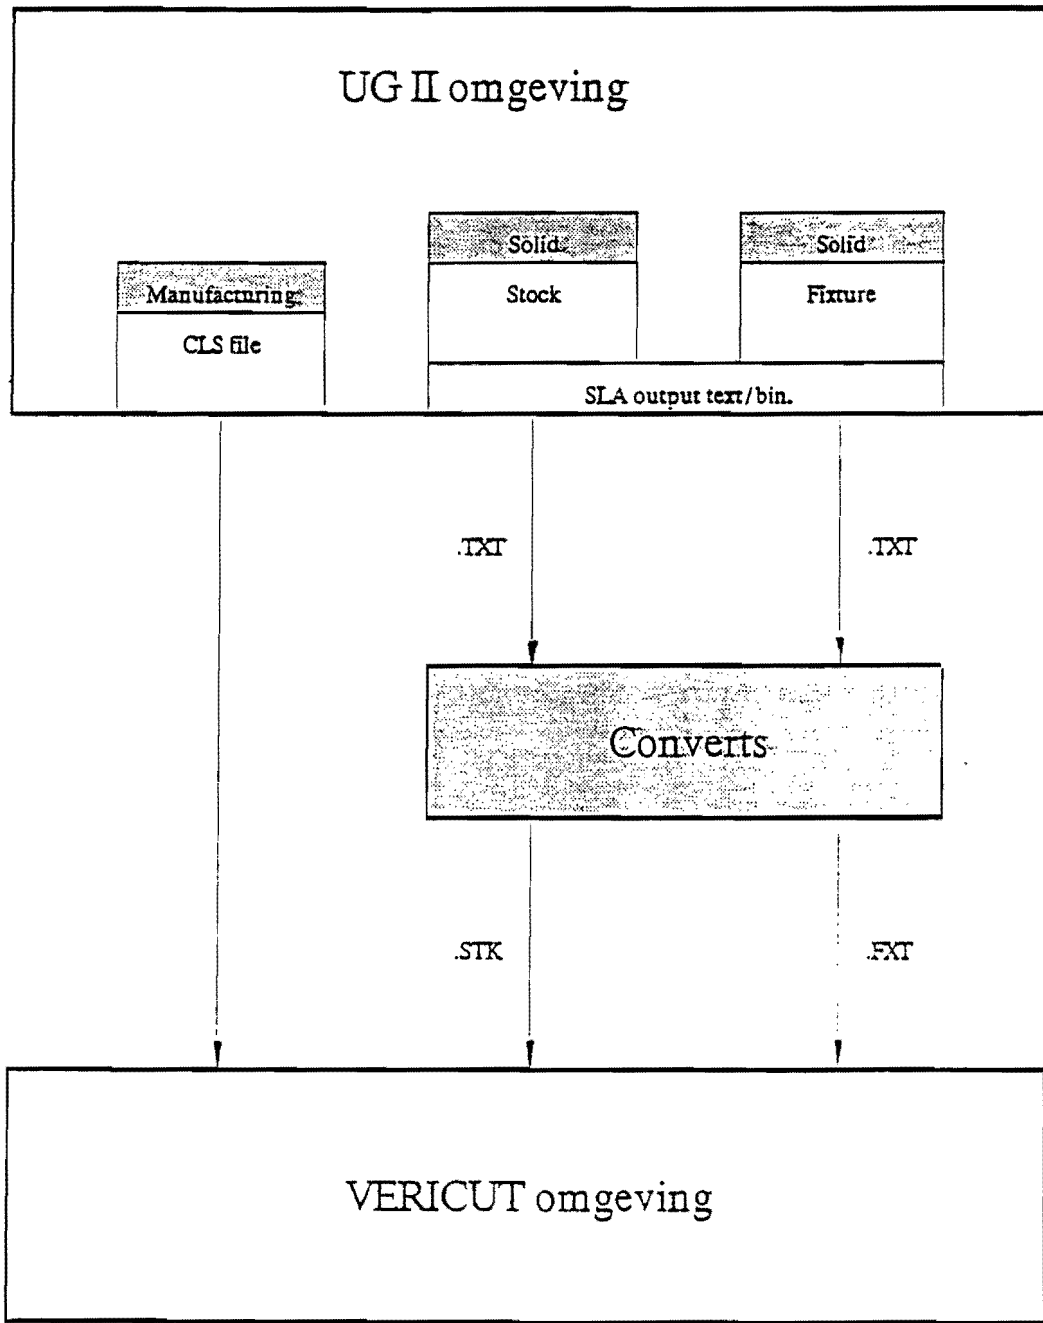 UG II omgeving
Solid
Solid
Manufacturing
Stock
Fixture
CLS file
SLA output text/bin.
.TXT
.TXT
Converts
.STK
.FXT
VERICUT omgeving